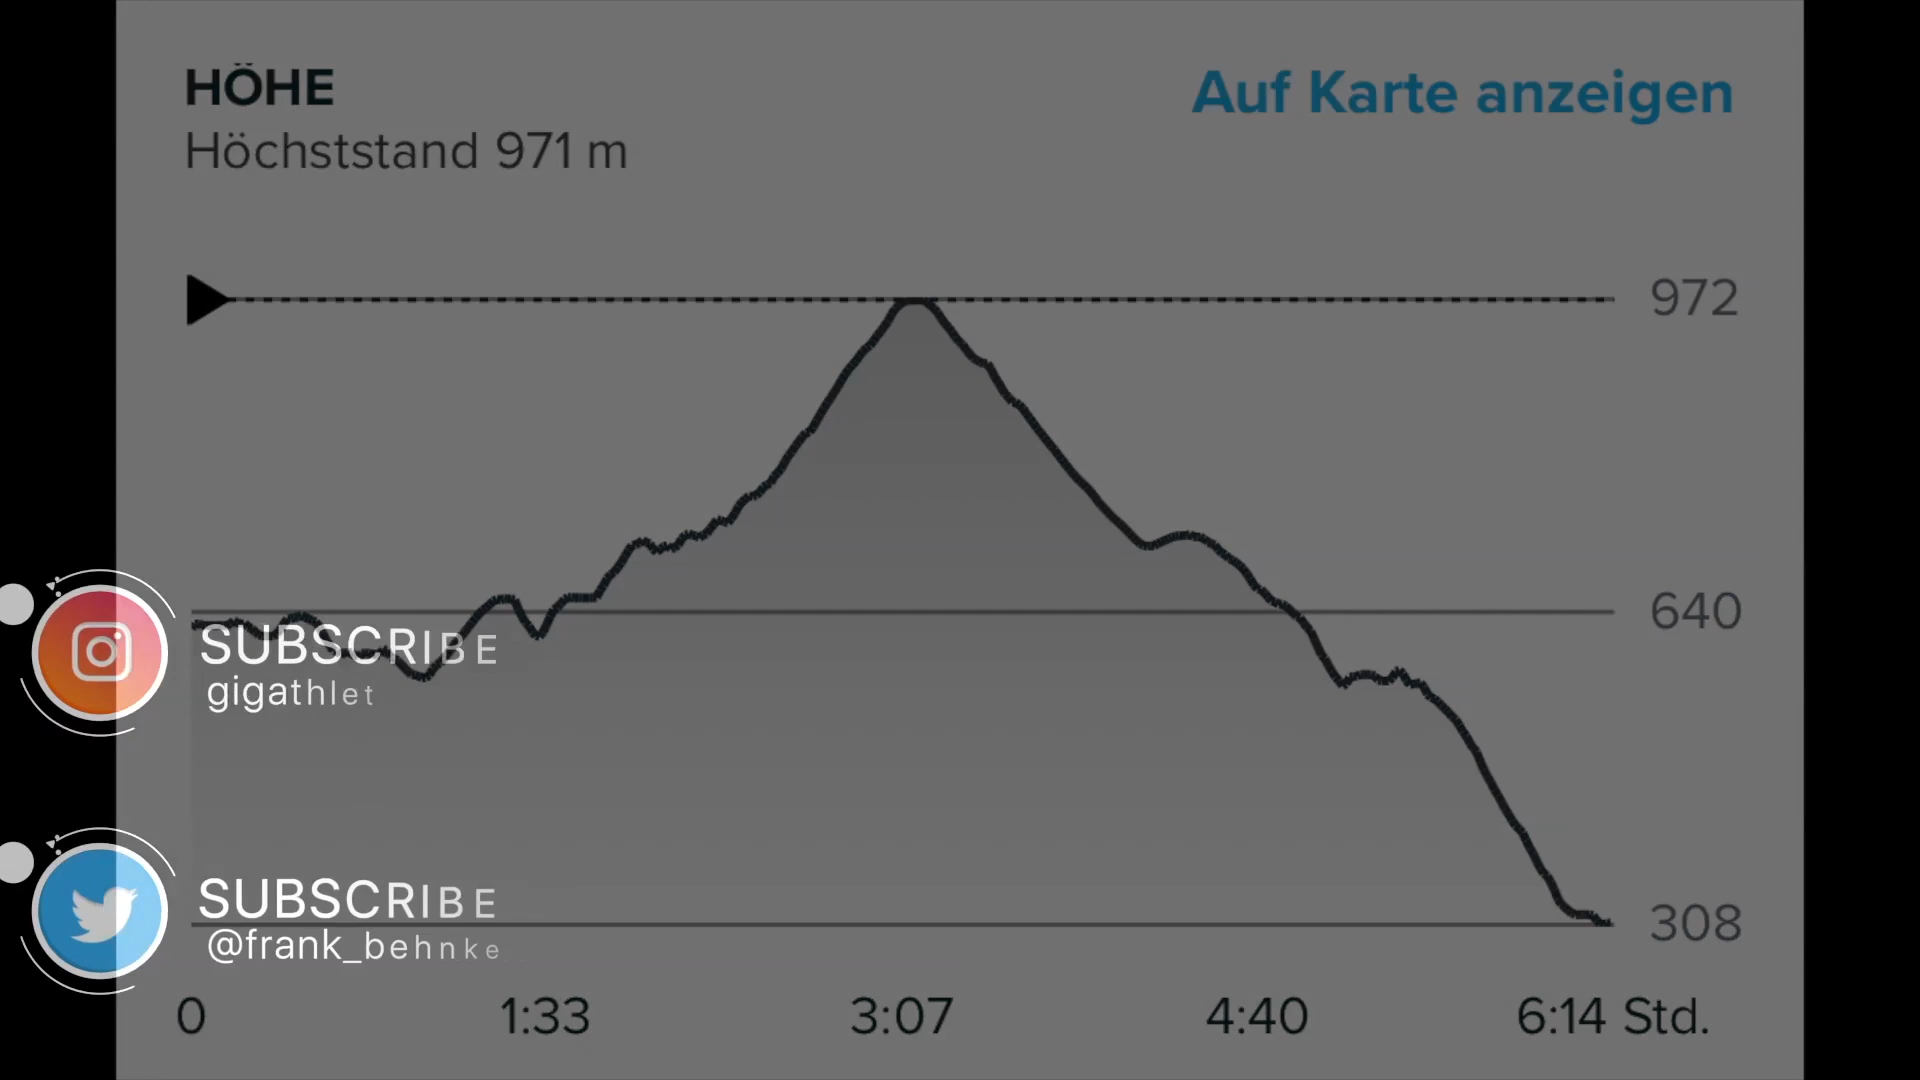 HÖHE
Auf Karte anzeigen
Höchststand 971 m
972
640
SUBSCRIBE
gigathlet
SUBSCRIBE
@frank_behnke
308
0
1:33
3:07
4:40
6:14 Std.